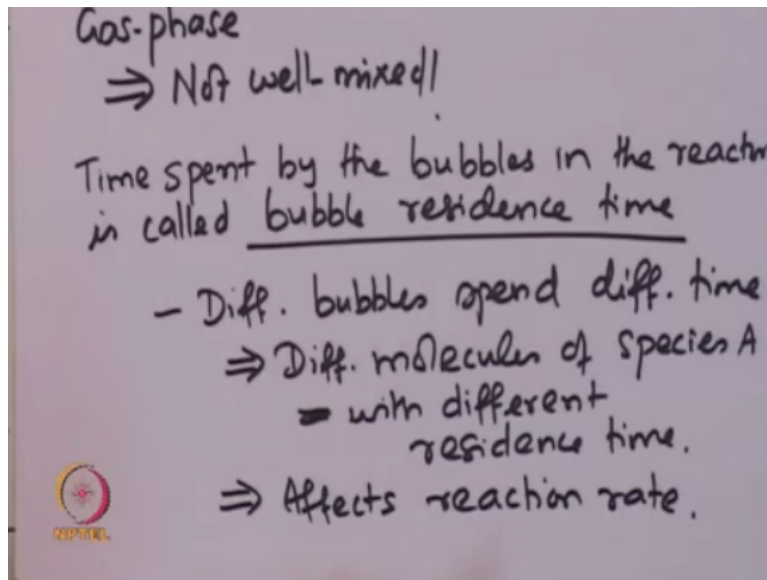 Gas-phase
⇒ Not well-mixed!
Time spent by the bubbles in the reactor
is called bubble residence time
- Diff. bubbles spend diff. time
⇒ Diff. molecules of species A
- with different
residence time.
⇒ Affects reaction rate.
NPTEL